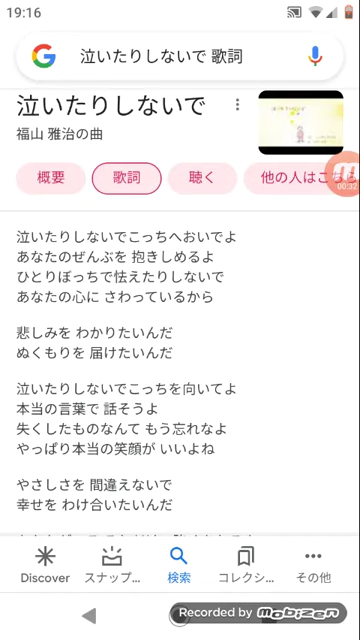 19:16
泣いたりしないで 歌詞
泣いたりしないで
福山 雅治の曲
概要
歌詞
聴く
他の人はこ
00:32
泣いたりしないでこっちへおいでよ
あなたのぜんぶを 抱きしめるよ
ひとりぼっちで怯えたりしないで
あなたの心に さわっているから
悲しみを わかりたいんだ
ぬくもりを 届けたいんだ
泣いたりしないでこっちを向いてよ
本当の言葉で 話そうよ
失くしたものなんて もう忘れなよ
やっぱり本当の笑顔が いいよね
やさしさを 間違えないで
幸せを わけ合いたいんだ
Discover
スナップ...
検索
コレクシ...
その他
Recorded by mobizen